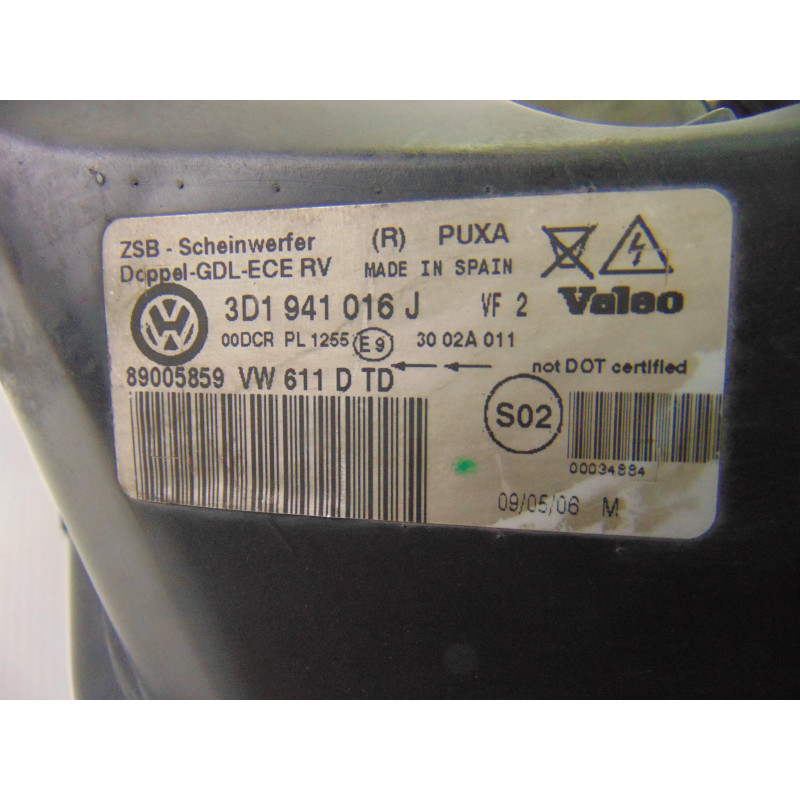 ZSB - Scheinwerfer (R) PUXA
Doppel-GDL-ECE RV MADE IN SPAIN
3D1 941 016 J VF 2 Valeo
00DCR PL 1255 E9 30 02A 011
89005859 VW 611 D TD not DOT certified
S02
00034884
09/05/06 M